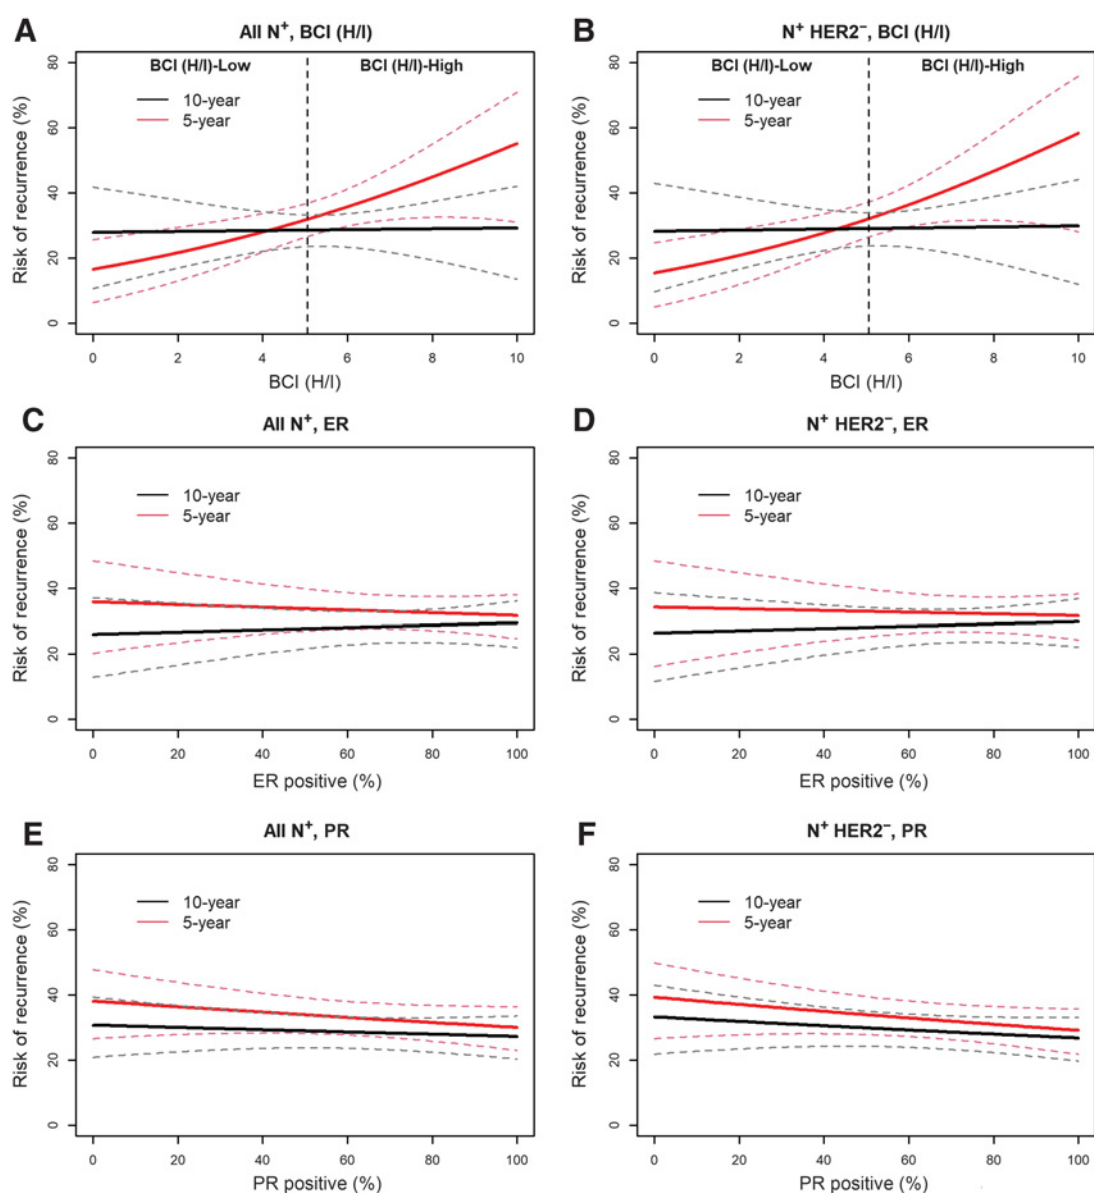 A All N⁺, BCI (H/I)
BCI (H/I)-Low BCI (H/I)-High
10-year
5-year
Risk of recurrence (%)
80
60
40
20
0
0 2 4 6 8 10
BCI (H/I)
B N⁺ HER2⁻, BCI (H/I)
BCI (H/I)-Low BCI (H/I)-High
10-year
5-year
Risk of recurrence (%)
80
60
40
20
0
0 2 4 6 8 10
BCI (H/I)
C All N⁺, ER
10-year
5-year
Risk of recurrence (%)
80
60
40
20
0
0 20 40 60 80 100
ER positive (%)
D N⁺ HER2⁻, ER
10-year
5-year
Risk of recurrence (%)
80
60
40
20
0
0 20 40 60 80 100
ER positive (%)
E All N⁺, PR
10-year
5-year
Risk of recurrence (%)
80
60
40
20
0
0 20 40 60 80 100
PR positive (%)
F N⁺ HER2⁻, PR
10-year
5-year
Risk of recurrence (%)
80
60
40
20
0
0 20 40 60 80 100
PR positive (%)